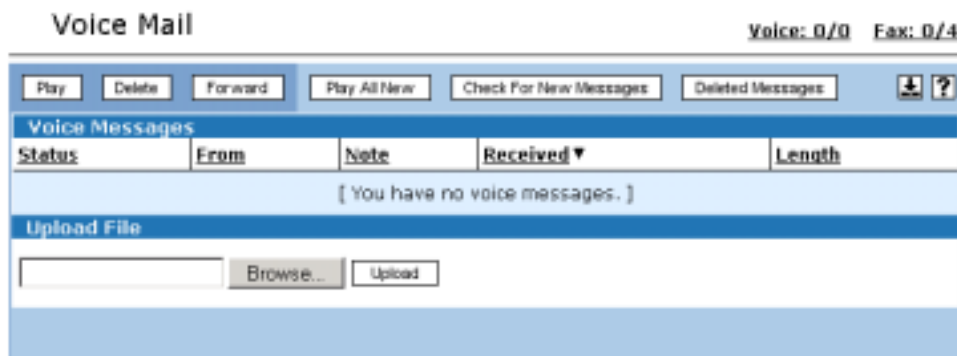 Voice Mail
Voice: 0/0 Fax: 0/4
Play Delete Forward Play All New Check For New Messages Deleted Messages ?
Voice Messages
Status From Note Received▼ Length
[ You have no voice messages. ]
Upload File
Browse... Upload